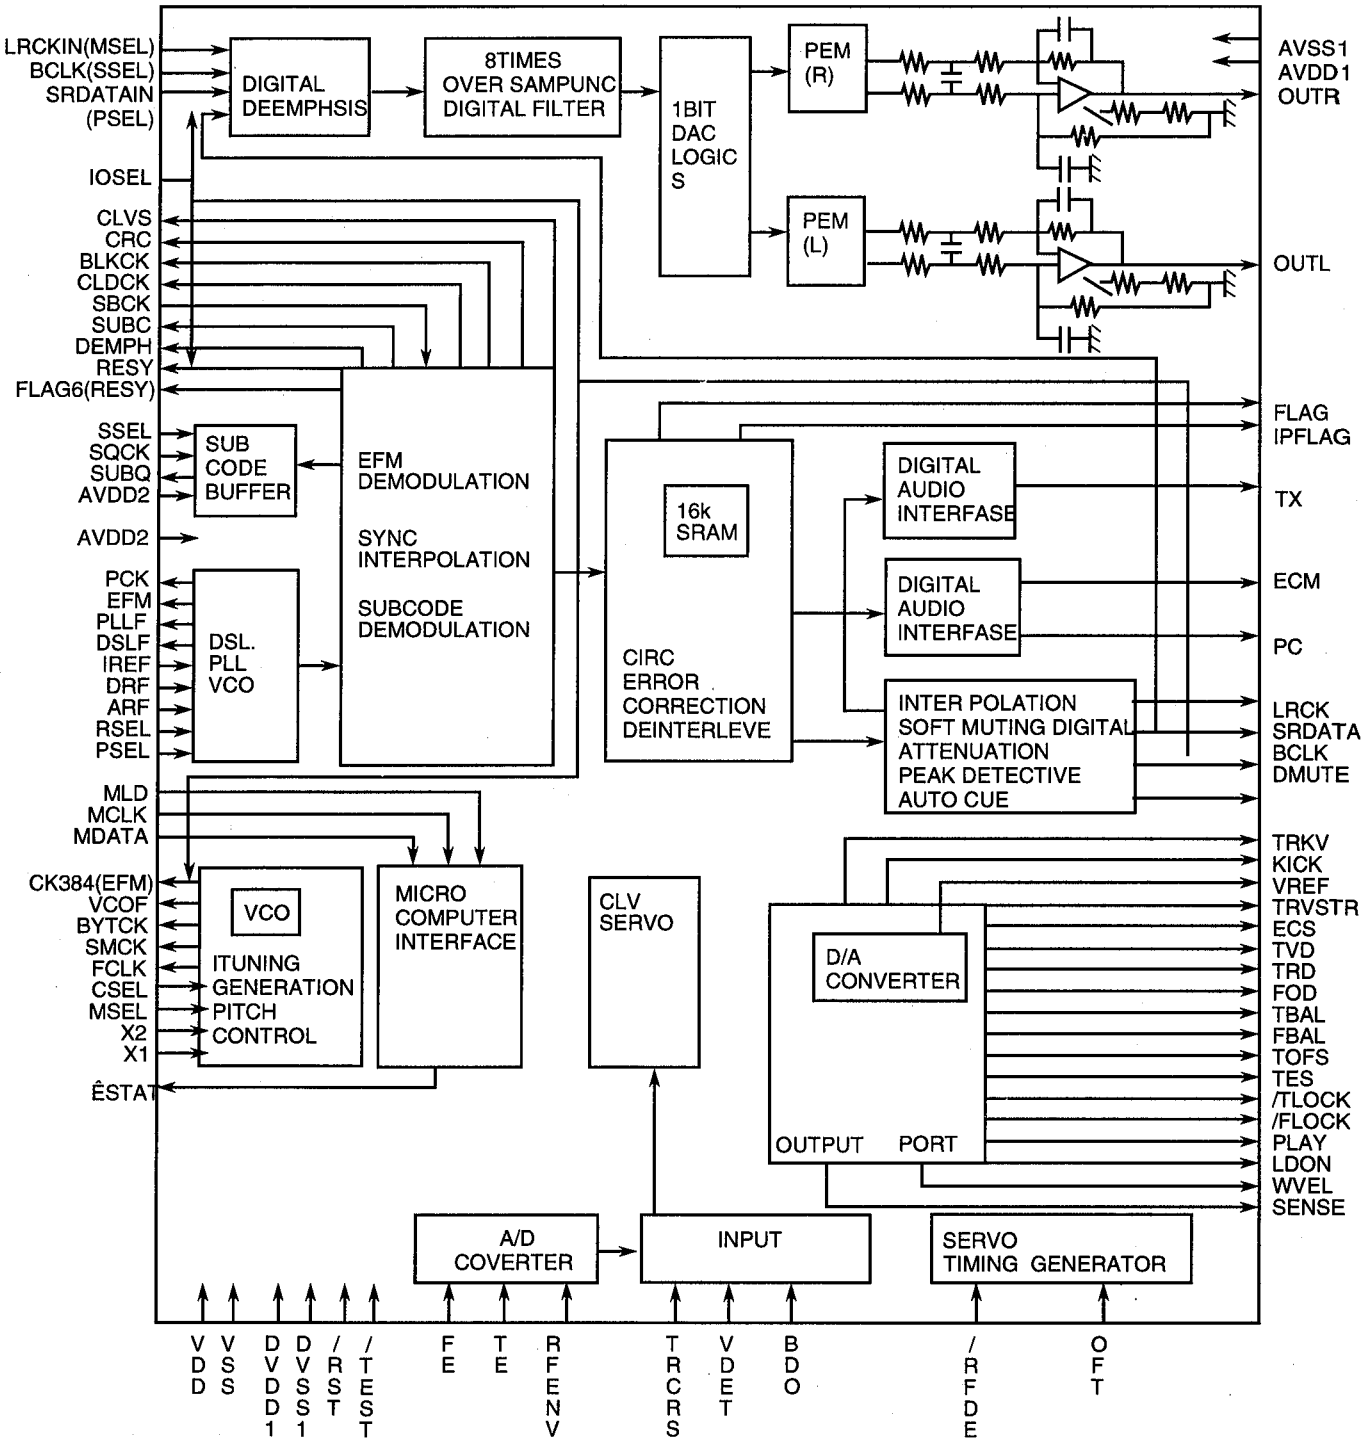 LRCKIN(MSEL)
BCLK(SSEL)
SRDATAIN
(PSEL)
IOSEL
CLVS
CRC
BLKCK
CLDCK
SBCK
SUBC
DEMPH
RESY
FLAG6(RESY)
SSEL
SQCK
SUBQ
AVDD2
AVDD2
PCK
EFM
PLLF
DSLF
IREF
DRF
ARF
RSEL
PSEL
MLD
MCLK
MDATA
CK384(EFM)
VCOF
BYTCK
SMCK
FCLK
CSEL
MSEL
X2
X1
ÊSTAT
DIGITAL
DEEMPHSIS
8TIMES
OVER SAMPUNC
DIGITAL FILTER
1BIT
DAC
LOGIC
S
PEM
(R)
PEM
(L)
SUB
CODE
BUFFER
EFM
DEMODULATION
SYNC
INTERPOLATION
SUBCODE
DEMODULATION
DSL.
PLL
VCO
16k
SRAM
CIRC
ERROR
CORRECTION
DEINTERLEVE
DIGITAL
AUDIO
INTERFASE
DIGITAL
AUDIO
INTERFASE
INTER POLATION
SOFT MUTING DIGITAL
ATTENUATION
PEAK DETECTIVE
AUTO CUE
VCO
ITUNING
GENERATION
PITCH
CONTROL
MICRO
COMPUTER
INTERFACE
CLV
SERVO
D/A
CONVERTER
OUTPUT PORT
A/D
COVERTER
INPUT
SERVO
TIMING GENERATOR
AVSS1
AVDD1
OUTR
OUTL
FLAG
IPFLAG
TX
ECM
PC
LRCK
SRDATA
BCLK
DMUTE
TRKV
KICK
VREF
TRVSTR
ECS
TVD
TRD
FOD
TBAL
FBAL
TOFS
TES
/TLOCK
/FLOCK
PLAY
LDON
WVEL
SENSE
VDD
VSS
DVDD1
DVSS1
/RST
/TEST
FE
TE
RFENV
TRCRS
VDET
BDO
/RFDE
OFT